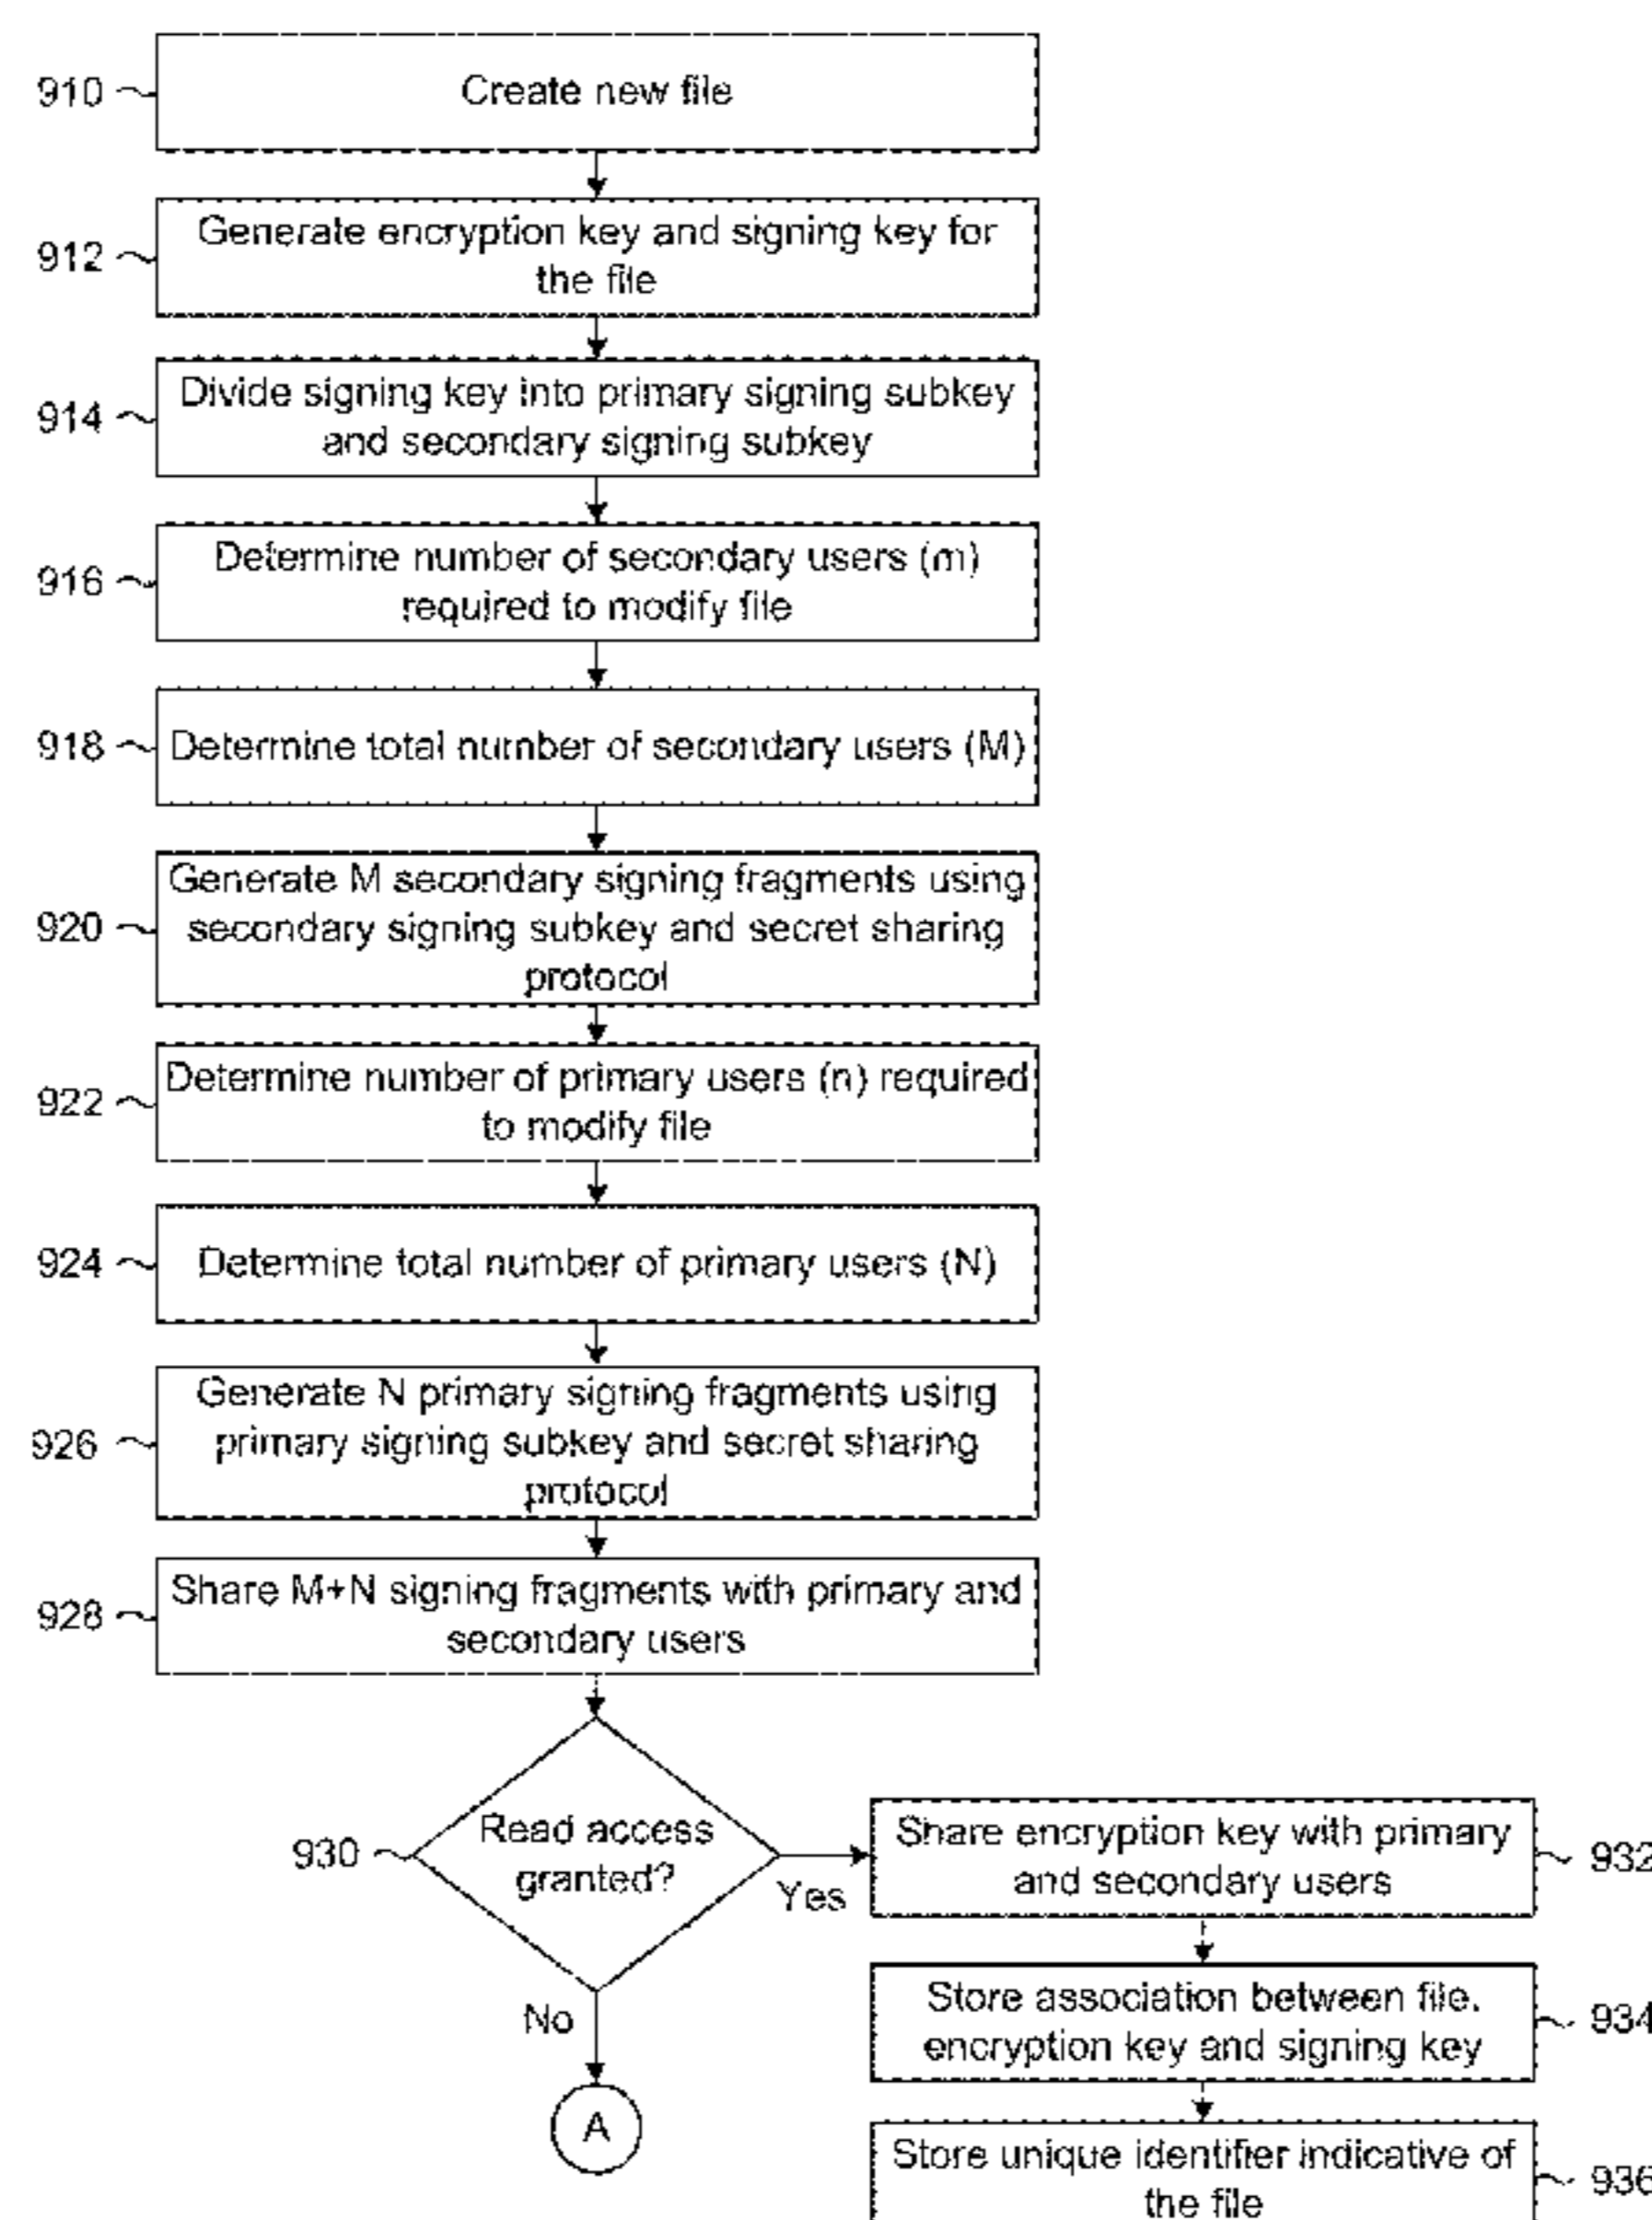 910
Create new file
912
Generate encryption key and signing key for
the file
914
Divide signing key into primary signing subkey
and secondary signing subkey
916
Determine number of secondary users (m)
required to modify file
918
Determine total number of secondary users (M)
920
Generate M secondary signing fragments using
secondary signing subkey and secret sharing
protocol
922
Determine number of primary users (n) required
to modify file
924
Determine total number of primary users (N)
926
Generate N primary signing fragments using
primary signing subkey and secret sharing
protocol
928
Share M+N signing fragments with primary and
secondary users
930
Read access
granted?
Yes
No
A
Share encryption key with primary
and secondary users
932
Store association between file,
encryption key and signing key
934
Store unique identifier indicative of
the file
936